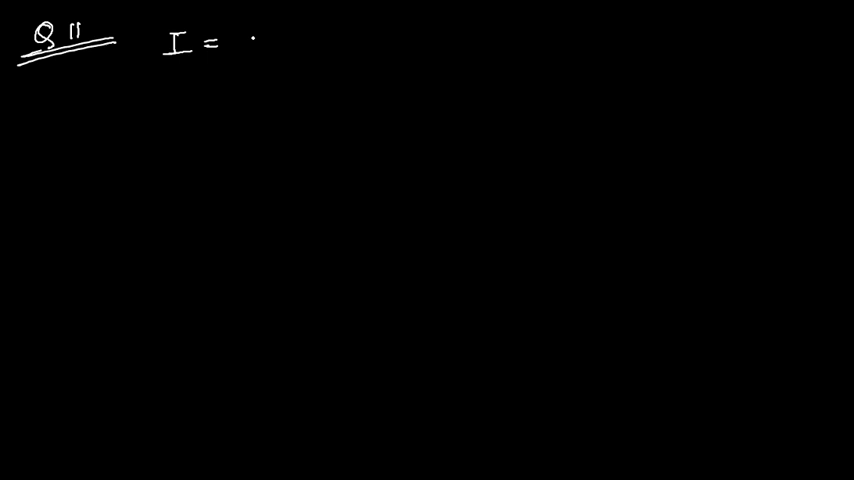 Q 11 I = .